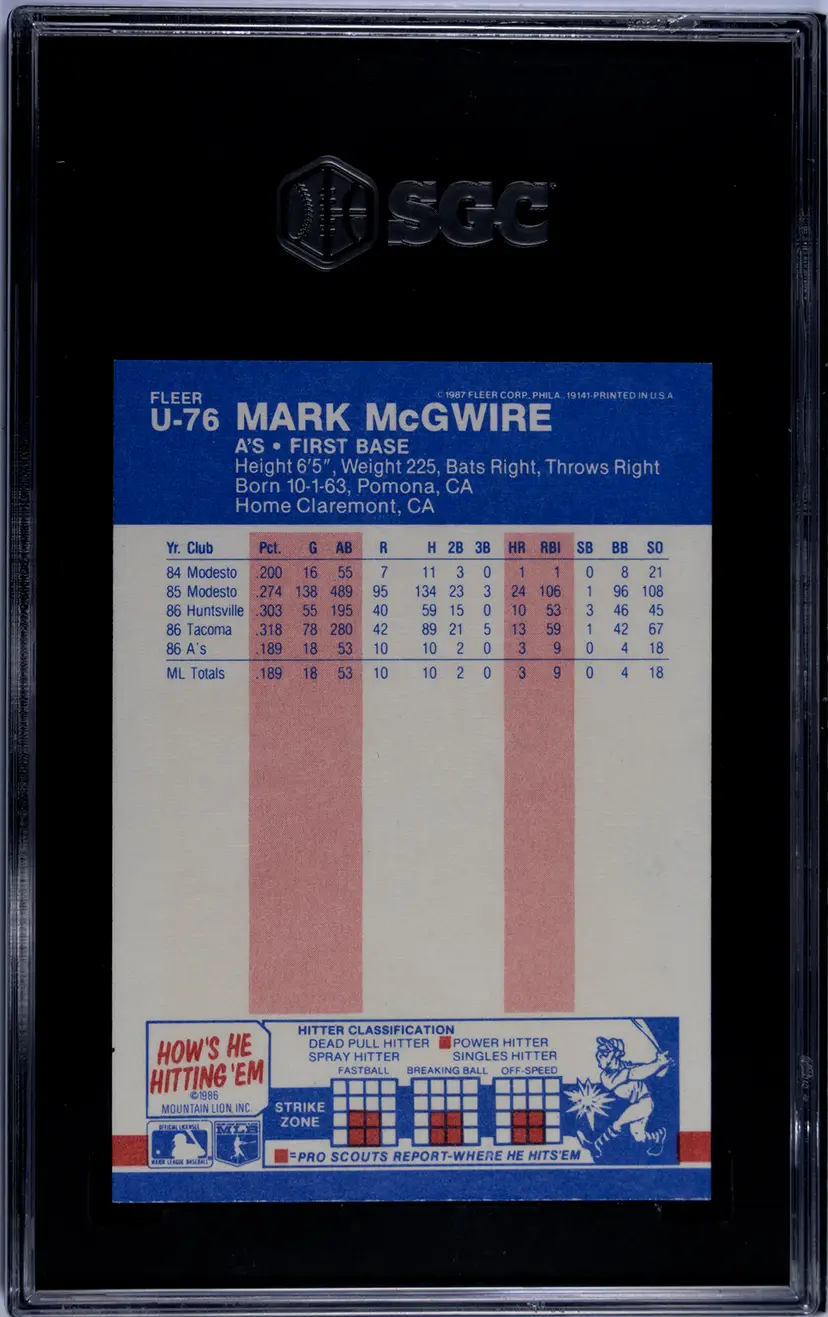 SGC
FLEER
©1987 FLEER CORP., PHILA., 19141-PRINTED IN U.S.A.
U-76 MARK McGWIRE
A'S • FIRST BASE
Height 6'5", Weight 225, Bats Right, Throws Right
Born 10-1-63, Pomona, CA
Home Claremont, CA
Yr. Club Pct. G AB R H 2B 3B HR RBI SB BB SO
84 Modesto .200 16 55 7 11 3 0 1 1 0 8 21
85 Modesto .274 138 489 95 134 23 3 24 106 1 96 108
86 Huntsville .303 55 195 40 59 15 0 10 53 3 46 45
86 Tacoma .318 78 280 42 89 21 5 13 59 1 42 67
86 A's .189 18 53 10 10 2 0 3 9 0 4 18
ML Totals .189 18 53 10 10 2 0 3 9 0 4 18
HOW'S HE
HITTING 'EM
©1986
MOUNTAIN LION, INC.
OFFICIAL LICENSEE
MAJOR LEAGUE BASEBALL
MLB
HITTER CLASSIFICATION
DEAD PULL HITTER POWER HITTER
SPRAY HITTER SINGLES HITTER
FASTBALL BREAKING BALL OFF-SPEED
STRIKE
ZONE
=PRO SCOUTS REPORT-WHERE HE HITS'EM